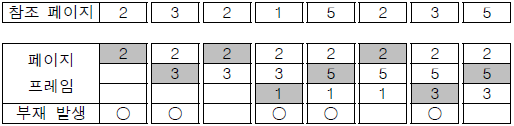 참조 페이지 2 3 2 1 5 2 3 5
2 2 2 2 2 2 2 2
페이지 3 3 3 5 5 5 5
프레임 1 1 1 3 3
부재 발생 ○ ○ ○ ○ ○